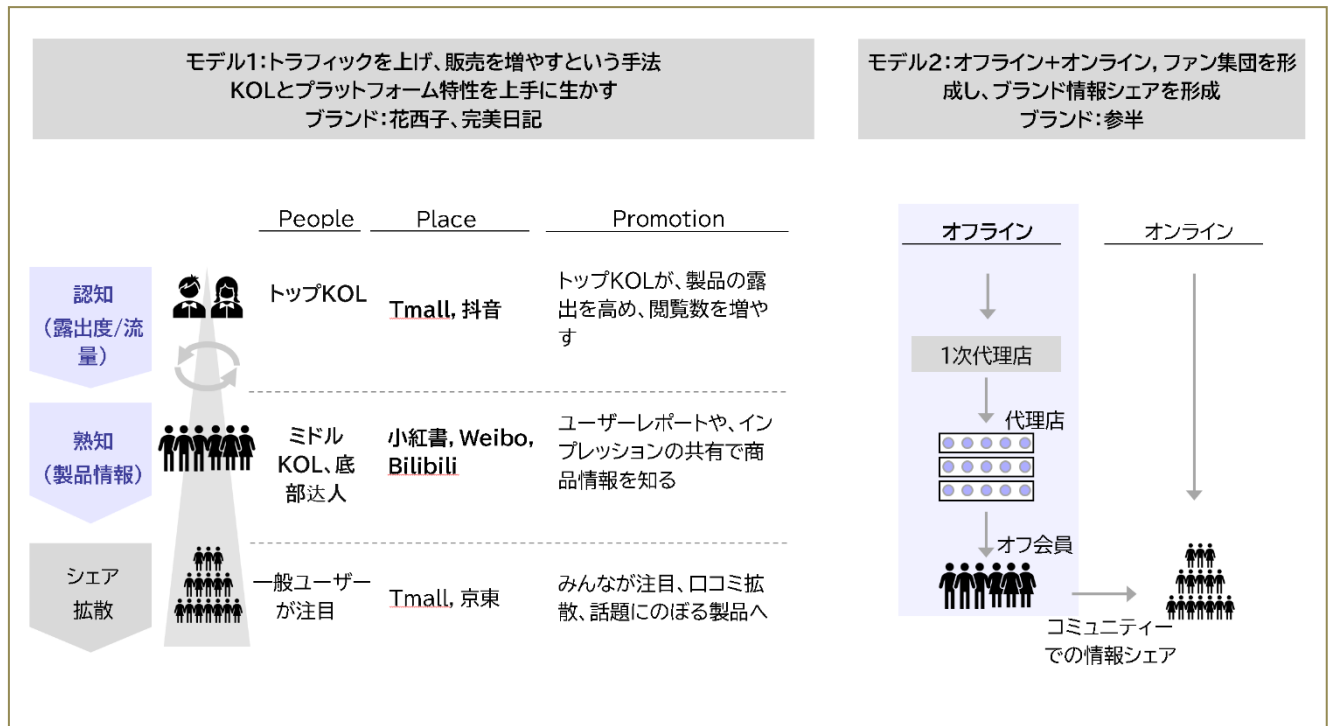 モデル1：トラフィックを上げ、販売を増やすという手法
KOLとプラットフォーム特性を上手に生かす
ブランド：花西子、完美日記
モデル2：オフライン+オンライン，ファン集団を形
成し、ブランド情報シェアを形成
ブランド：参半
People
Place
Promotion
認知
（露出度/流
量）
トップKOL
Tmall, 抖音
トップKOLが、製品の露
出を高め、閲覧数を増や
す
熟知
（製品情報）
ミドル
KOL、底
部达人
小紅書, Weibo,
Bilibili
ユーザーレポートや、イン
プレッションの共有で商
品情報を知る
シェア
拡散
一般ユーザー
が注目
Tmall, 京東
みんなが注目、口コミ拡
散、話題にのぼる製品へ
オフライン
オンライン
1次代理店
代理店
オフ会員
コミュニティー
での情報シェア